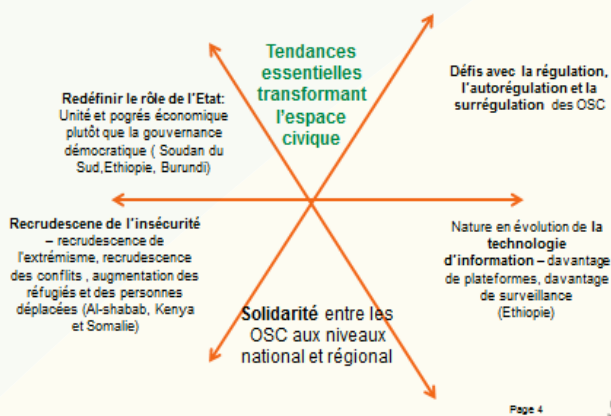 Tendances
essentielles
transformant
l'espace
civique
Redéfinir le rôle de l'Etat:
Unité et pogrés économique
plutôt que la gouvernance
démocratique ( Soudan du
Sud,Ethiopie, Burundi)
Défis avec la régulation,
l'autorégulation et la
surrégulation des OSC
Recrudescene de l'insécurité
– recrudescence de
l'extrémisme, recrudescence
des conflits , augmentation des
réfugiés et des personnes
déplacées (Al-shabab, Kenya
et Somalie)
Nature en évolution de la
technologie
d'information – davantage
de plateformes, davantage
de surveillance
(Ethiopie)
Solidarité entre les
OSC aux niveaux
national et régional
Page 4